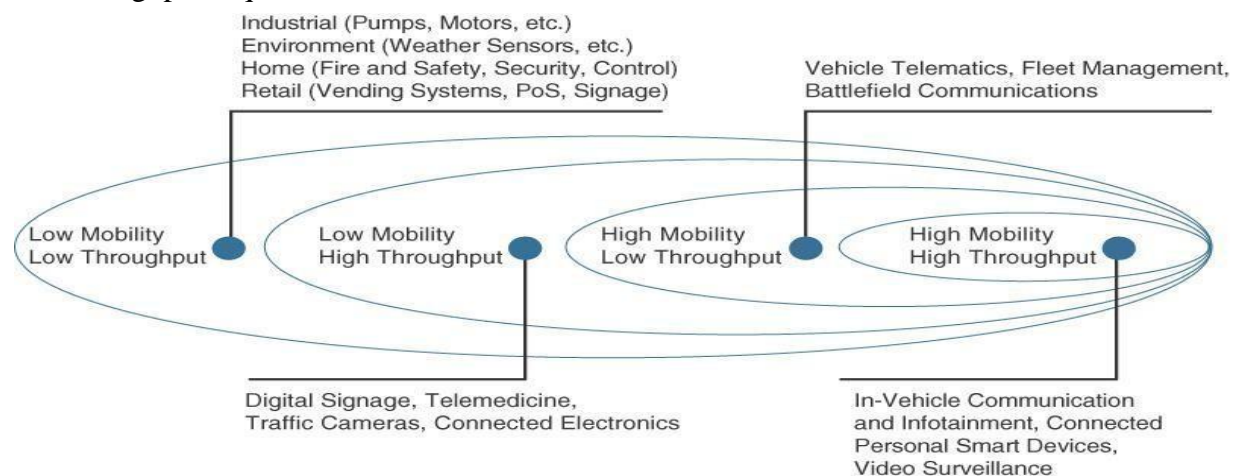 Industrial (Pumps, Motors, etc.)
Environment (Weather Sensors, etc.)
Home (Fire and Safety, Security, Control)
Retail (Vending Systems, PoS, Signage)
Vehicle Telematics, Fleet Management,
Battlefield Communications
Low Mobility
Low Throughput
Low Mobility
High Throughput
High Mobility
Low Throughput
High Mobility
High Throughput
Digital Signage, Telemedicine,
Traffic Cameras, Connected Electronics
In-Vehicle Communication
and Infotainment, Connected
Personal Smart Devices,
Video Surveillance